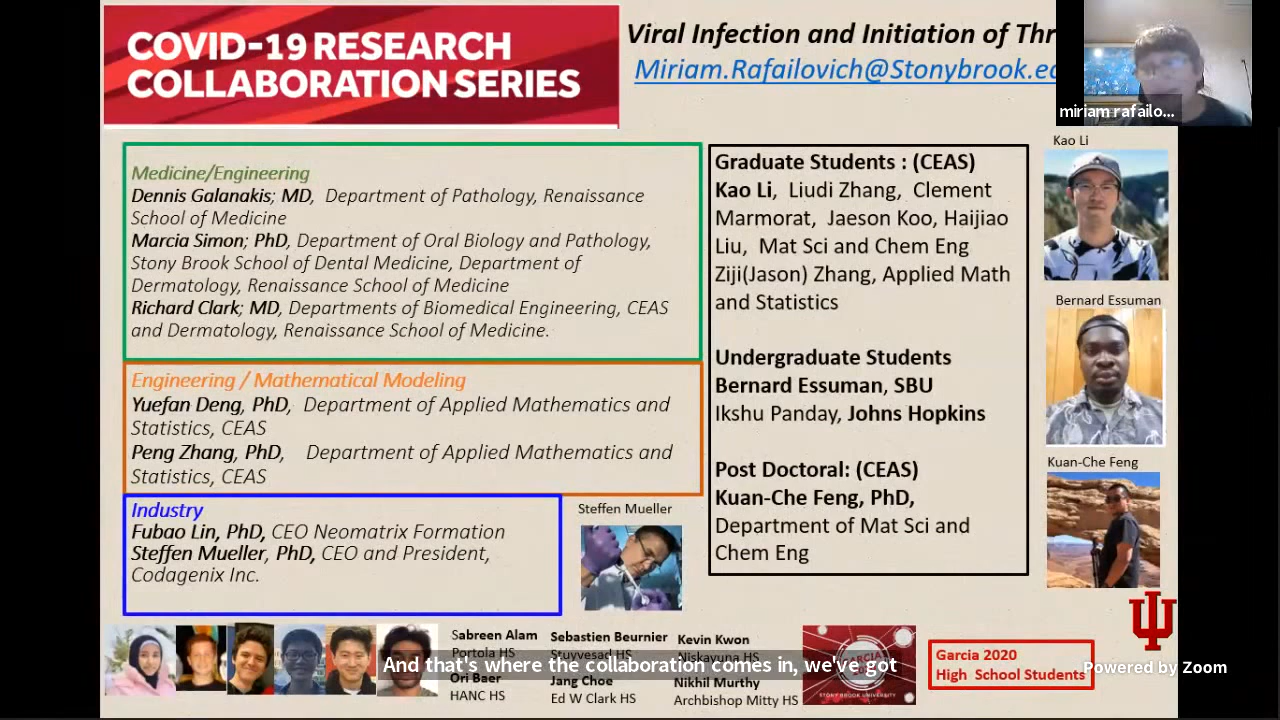 COVID-19 RESEARCH
COLLABORATION SERIES
Viral Infection and Initiation of Thr
Miriam.Rafailovich@Stonybrook.ed
miriam rafailo...
Medicine/Engineering
Dennis Galanakis; MD, Department of Pathology, Renaissance
School of Medicine
Marcia Simon; PhD, Department of Oral Biology and Pathology,
Stony Brook School of Dental Medicine, Department of
Dermatology, Renaissance School of Medicine
Richard Clark; MD, Departments of Biomedical Engineering, CEAS
and Dermatology, Renaissance School of Medicine.
Engineering / Mathematical Modeling
Yuefan Deng, PhD, Department of Applied Mathematics and
Statistics, CEAS
Peng Zhang, PhD, Department of Applied Mathematics and
Statistics, CEAS
Industry
Fubao Lin, PhD, CEO Neomatrix Formation
Steffen Mueller, PhD, CEO and President,
Codagenix Inc.
Steffen Mueller
Graduate Students : (CEAS)
Kao Li, Liudi Zhang, Clement
Marmorat, Jaeson Koo, Haijiao
Liu, Mat Sci and Chem Eng
Ziji(Jason) Zhang, Applied Math
and Statistics
Undergraduate Students
Bernard Essuman, SBU
Ikshu Panday, Johns Hopkins
Post Doctoral: (CEAS)
Kuan-Che Feng, PhD,
Department of Mat Sci and
Chem Eng
Kao Li
Bernard Essuman
Kuan-Che Feng
Sabreen Alam
Portola HS
Ori Baer
HANC HS
Sebastien Beurnier
Stuyvesad HS
Jang Choe
Ed W Clark HS
Kevin Kwon
Niskayuna HS
Nikhil Murthy
Archbishop Mitty HS
GARCIA
STONY BROOK UNIVERSITY
Garcia 2020
High School Students
And that's where the collaboration comes in, we've got
Powered by Zoom